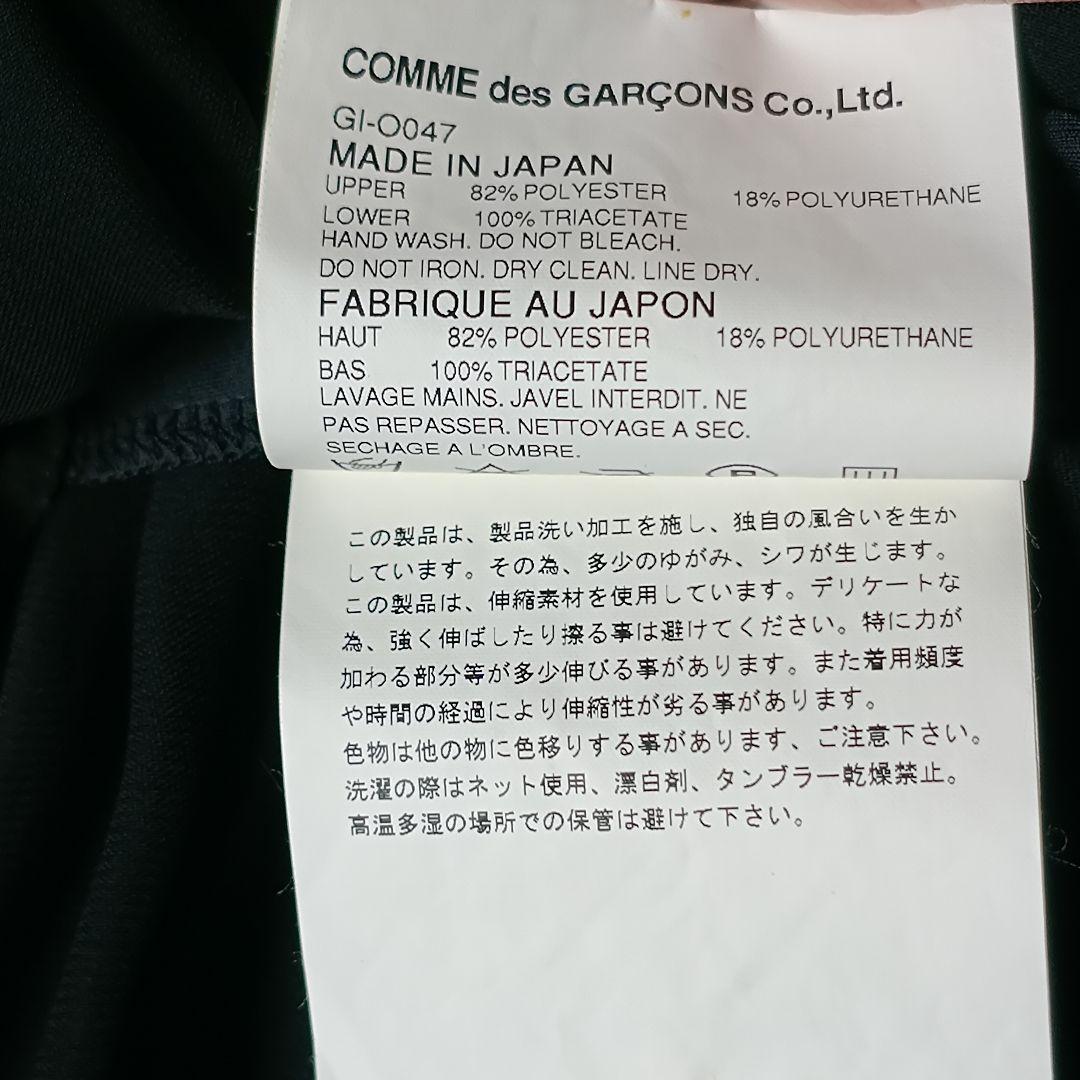 COMME des GARÇONS Co.,Ltd.
GI-O047
MADE IN JAPAN
UPPER 82% POLYESTER 18% POLYURETHANE
LOWER 100% TRIACETATE
HAND WASH. DO NOT BLEACH.
DO NOT IRON. DRY CLEAN. LINE DRY.
FABRIQUE AU JAPON
HAUT 82% POLYESTER 18% POLYURETHANE
BAS 100% TRIACETATE
LAVAGE MAINS. JAVEL INTERDIT. NE
PAS REPASSER. NETTOYAGE A SEC.
SECHAGE A L'OMBRE.
この製品は、製品洗い加工を施し、独自の風合いを生か
しています。その為、多少のゆがみ、シワが生じます。
この製品は、伸縮素材を使用しています。デリケートな
為、強く伸ばしたり擦る事は避けてください。特に力が
加わる部分等が多少伸びる事があります。また着用頻度
や時間の経過により伸縮性が劣る事があります。
色物は他の物に色移りする事があります、ご注意下さい。
洗濯の際はネット使用、漂白剤、タンブラー乾燥禁止。
高温多湿の場所での保管は避けて下さい。